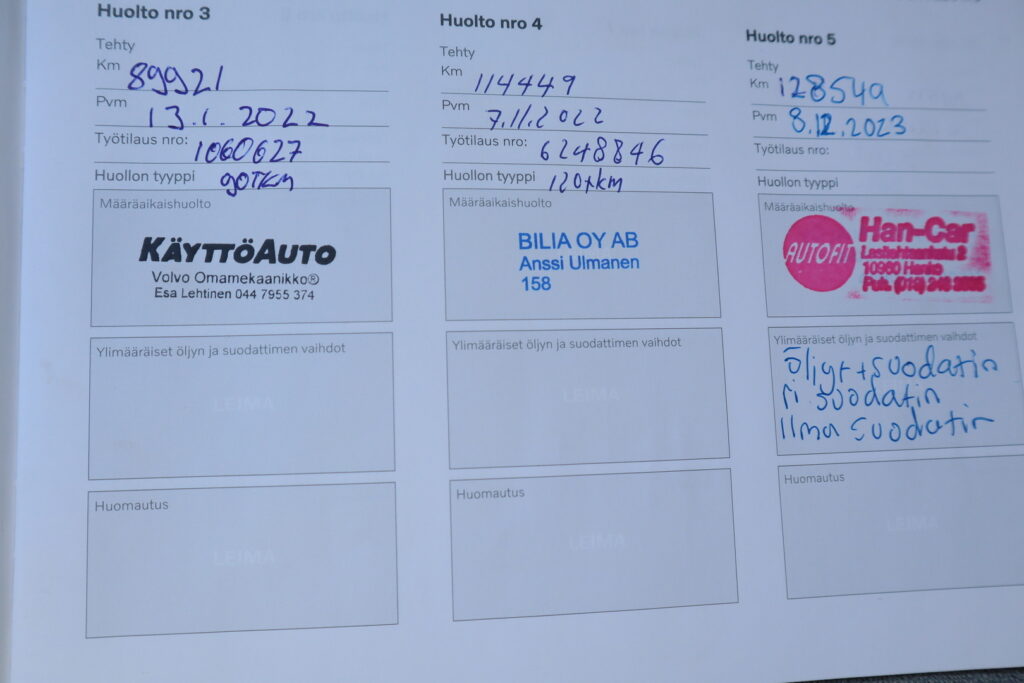 Huolto nro 3
Tehty
Km 89921
Pvm 13.1.2022
Työtilaus nro: 1060627
Huollon tyyppi 90TKM
Määräaikaishuolto
KÄYTTÖAUTO
Volvo Omamekaanikko®
Esa Lehtinen 044 7955 374
Ylimääräiset öljyn ja suodattimen vaihdot
LEIMA
Huomautus
LEIMA
Huolto nro 4
Tehty
Km 114449
Pvm 7.11.2022
Työtilaus nro: 6248846
Huollon tyyppi 120tkm
Määräaikaishuolto
BILIA OY AB
Anssi Ulmanen
158
Ylimääräiset öljyn ja suodattimen vaihdot
LEIMA
Huomautus
LEIMA
Huolto nro 5
Tehty
Km 128549
Pvm 8.12.2023
Työtilaus nro:
Huollon tyyppi
Määräaikaishuolto
AUTOFIT
Han-Car
2
10960 Hanko
Puh. (019)
Ylimääräiset öljyn ja suodattimen vaihdot
öljyt+suodatin
ri suodatin
Ilma suodatin
Huomautus
LEIMA